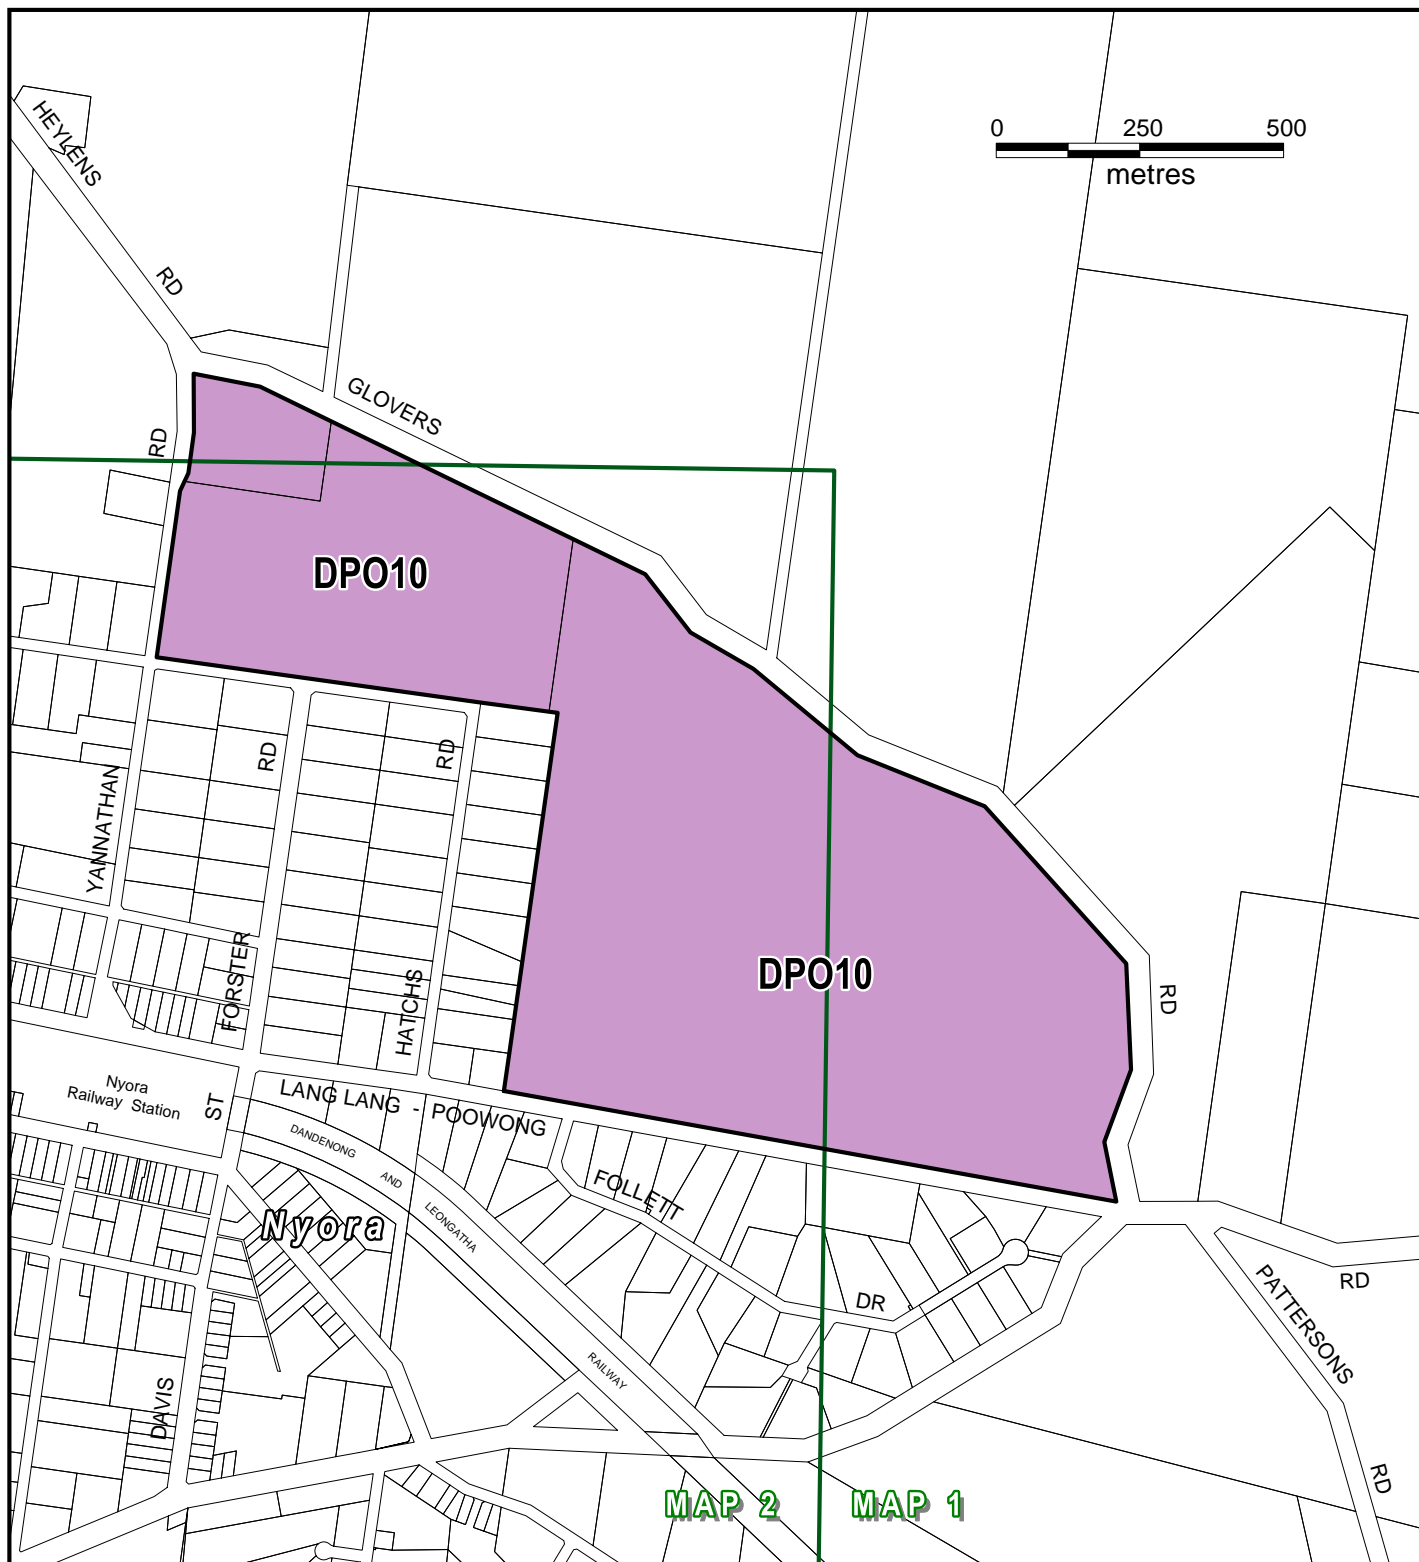 HEYLENS
RD
0 250 500
metres
GLOVERS
RD
DPO10
RD
RD
YANNATHAN
FORSTER
HATCHS
DPO10
RD
Nyora
Railway Station
ST
LANG LANG - POOWONG
DANDENONG AND LEONGATHA RAILWAY
FOLLETT
DR
Nyora
RD
PATTERSONS
RD
DAVIS
MAP 2
MAP 1